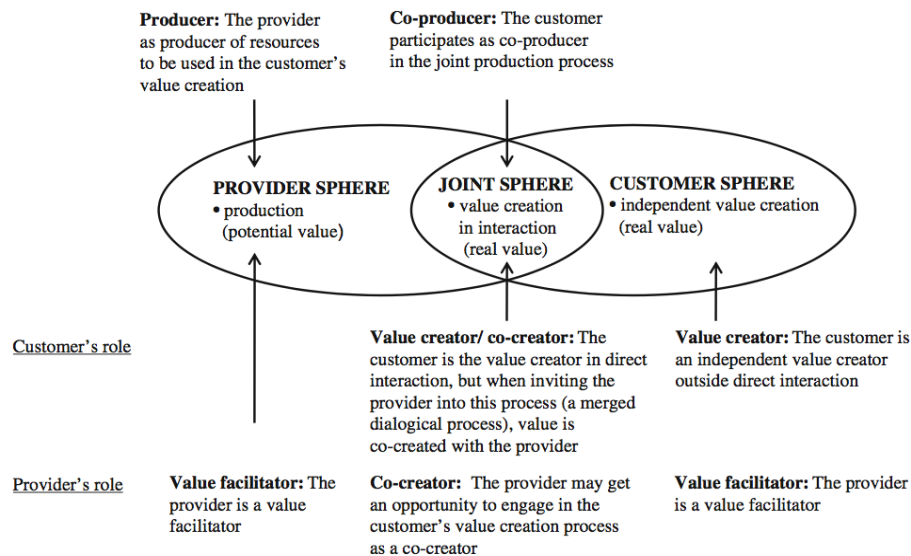 Producer: The provider
as producer of resources
to be used in the customer's
value creation
Co-producer: The customer
participates as co-producer
in the joint production process
PROVIDER SPHERE
• production
(potential value)
JOINT SPHERE
• value creation
in interaction
(real value)
CUSTOMER SPHERE
• independent value creation
(real value)
Customer's role
Value creator/ co-creator: The
customer is the value creator in direct
interaction, but when inviting the
provider into this process (a merged
dialogical process), value is
co-created with the provider
Value creator: The customer is
an independent value creator
outside direct interaction
Provider's role
Value facilitator: The
provider is a value
facilitator
Co-creator: The provider may get
an opportunity to engage in the
customer's value creation process
as a co-creator
Value facilitator: The provider
is a value facilitator